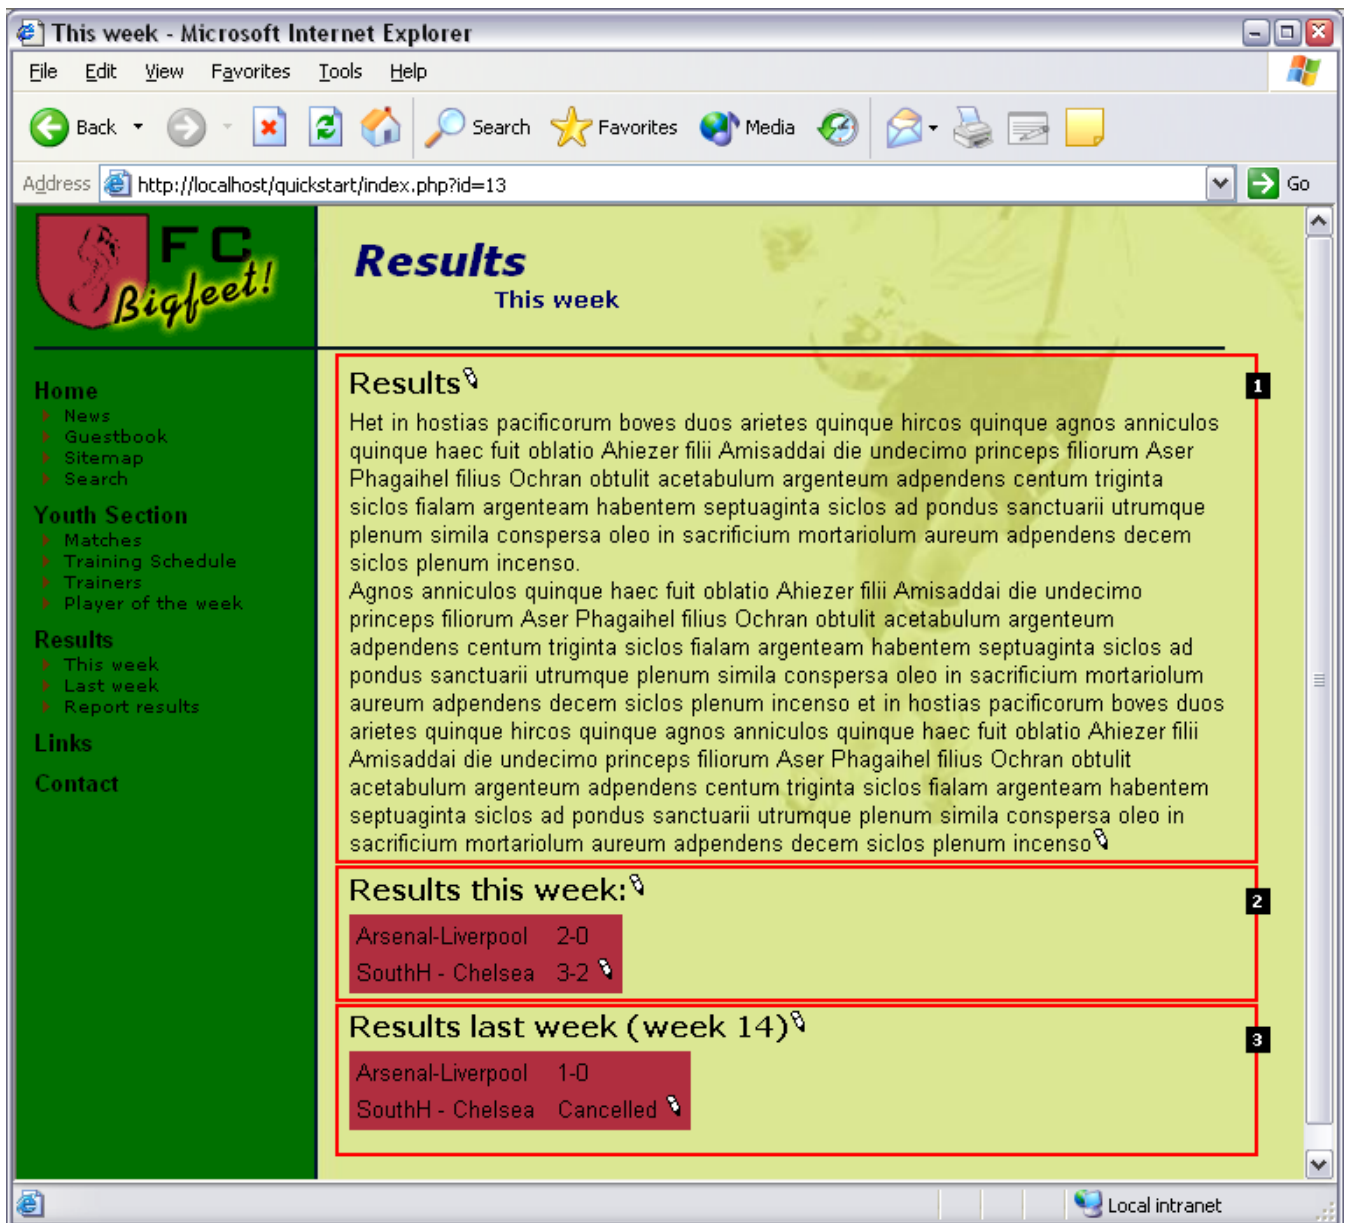 This week - Microsoft Internet Explorer
File Edit View Favorites Tools Help
Back Search Favorites Media
Address http://localhost/quickstart/index.php?id=13 Go
FC
Bigfeet!
Results
This week
Home
News
Guestbook
Sitemap
Search
Youth Section
Matches
Training Schedule
Trainers
Player of the week
Results
This week
Last week
Report results
Links
Contact
Results
1
Het in hostias pacificorum boves duos arietes quinque hircos quinque agnos anniculos
quinque haec fuit oblatio Ahiezer filii Amisaddai die undecimo princeps filiorum Aser
Phagaihel filius Ochran obtulit acetabulum argenteum adpendens centum triginta
siclos fialam argenteam habentem septuaginta siclos ad pondus sanctuarii utrumque
plenum simila conspersa oleo in sacrificium mortariolum aureum adpendens decem
siclos plenum incenso.
Agnos anniculos quinque haec fuit oblatio Ahiezer filii Amisaddai die undecimo
princeps filiorum Aser Phagaihel filius Ochran obtulit acetabulum argenteum
adpendens centum triginta siclos fialam argenteam habentem septuaginta siclos ad
pondus sanctuarii utrumque plenum simila conspersa oleo in sacrificium mortariolum
aureum adpendens decem siclos plenum incenso et in hostias pacificorum boves duos
arietes quinque hircos quinque agnos anniculos quinque haec fuit oblatio Ahiezer filii
Amisaddai die undecimo princeps filiorum Aser Phagaihel filius Ochran obtulit
acetabulum argenteum adpendens centum triginta siclos fialam argenteam habentem
septuaginta siclos ad pondus sanctuarii utrumque plenum simila conspersa oleo in
sacrificium mortariolum aureum adpendens decem siclos plenum incenso
Results this week:
2
Arsenal-Liverpool 2-0
SouthH - Chelsea 3-2
Results last week (week 14)
3
Arsenal-Liverpool 1-0
SouthH - Chelsea Cancelled
Local intranet